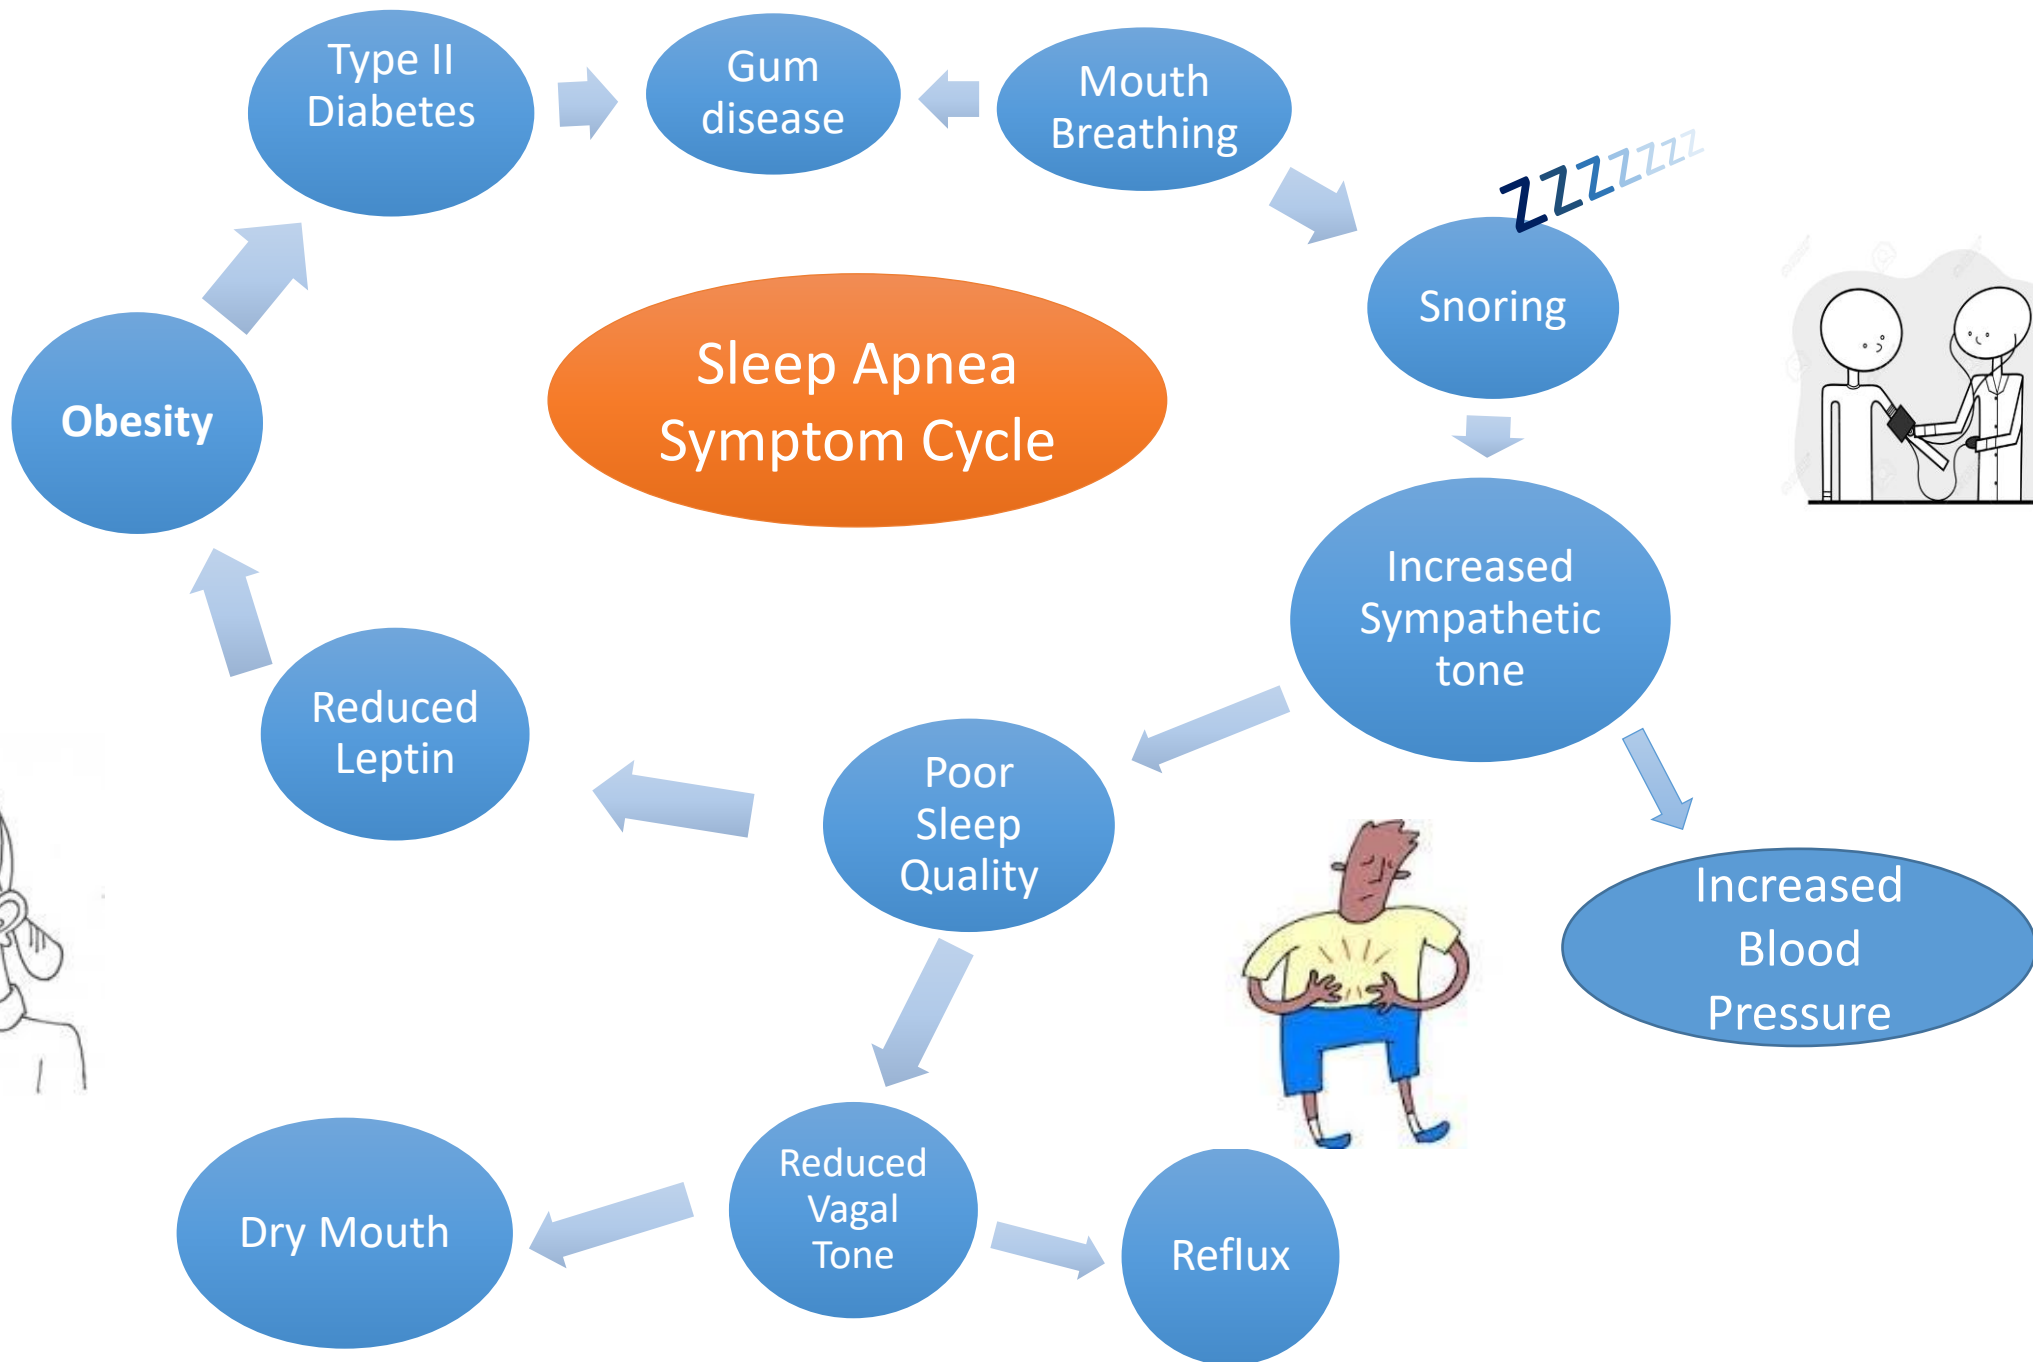 Type II
Diabetes
Gum
disease
Mouth
Breathing
ZZZZZZZZ
Snoring
Sleep Apnea
Symptom Cycle
Obesity
Increased
Sympathetic
tone
Reduced
Leptin
Poor
Sleep
Quality
Increased
Blood
Pressure
Reduced
Vagal
Tone
Dry Mouth
Reflux